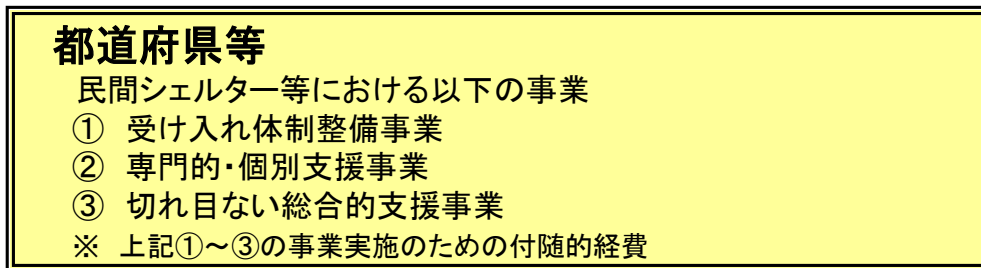 都道府県等
民間シェルター等における以下の事業
① 受け入れ体制整備事業
② 専門的・個別支援事業
③ 切れ目ない総合的支援事業
※ 上記①～③の事業実施のための付随的経費